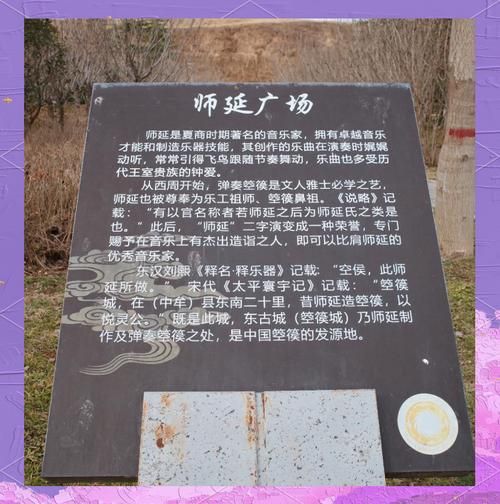 师延广场
师延是夏商时期著名的音乐家，拥有卓越音乐
才能和制造乐器技能，其创作的乐曲在演奏时娓娓
动听，常常引得飞鸟跟随节奏舞动，乐曲也多受历
代王室贵族的钟爱。
从西周开始，弹奏箜篌是文人雅士必学之艺，
师延也被尊奉为乐工祖师、箜篌鼻祖。《说略》记
载：“有以官名称者若师延之后为师延氏之类是
也。”此后，“师延”二字演变成一种荣誉，专门
赐予在音乐上有杰出造诣之人，即可以比肩师延的
优秀音乐家。
东汉刘熙《释名·释乐器》记载：“空侯，此师
延所做。”宋代《太平寰宇记》记载：“箜篌
城，在（中牟）县东南二十里，昔师延造箜篌，以
悦灵公。”既是此城，东古城（箜篌城）乃师延制
作及弹奏箜篌之处，是中国箜篌的发源地。